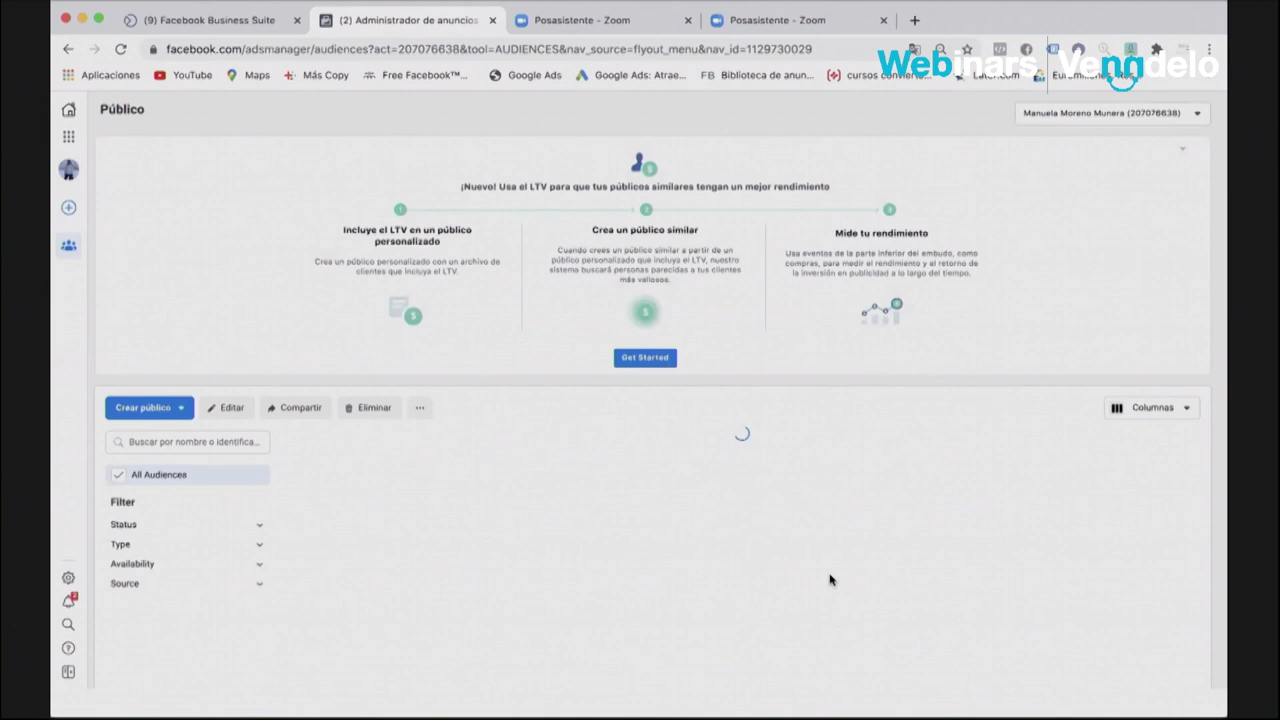 (9) Facebook Business Suite
(2) Administrador de anuncios
Posasistente - Zoom
Posasistente - Zoom
facebook.com/adsmanager/audiences?act=207076638&tool=AUDIENCES&nav_source=flyout_menu&nav_id=1129730029
Webinars Vendelo
Aplicaciones
YouTube
Maps
Más Copy
Free Facebook™...
Google Ads
Google Ads: Atrae...
FB Biblioteca de anun...
cursos
Público
Manuela Moreno Munera (207076638)
¡Nuevo! Usa el LTV para que tus públicos similares tengan un mejor rendimiento
1
2
3
Incluye el LTV en un público
personalizado
Crea un público personalizado con un archivo de
clientes que incluya el LTV.
Crea un público similar
Cuando crees un público similar a partir de un
público personalizado que incluya el LTV, nuestro
sistema buscará personas parecidas a tus clientes
más valiosos.
Mide tu rendimiento
Usa eventos de la parte inferior del embudo, como
compras, para medir el rendimiento y el retorno de
la inversión en publicidad a lo largo del tiempo.
Get Started
Crear público
Editar
Compartir
Eliminar
...
Columnas
Buscar por nombre o identifica...
All Audiences
Filter
Status
Type
Availability
Source